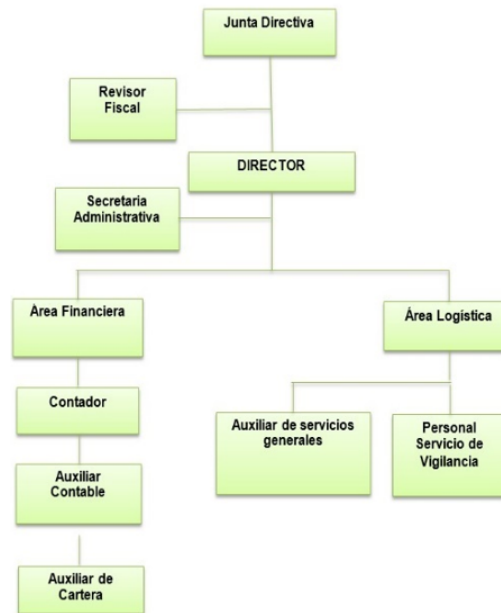 Junta Directiva
Revisor
Fiscal
DIRECTOR
Secretaria
Administrativa
Área Financiera
Área Logística
Contador
Auxiliar de servicios
generales
Personal
Servicio de
Vigilancia
Auxiliar
Contable
Auxiliar de
Cartera